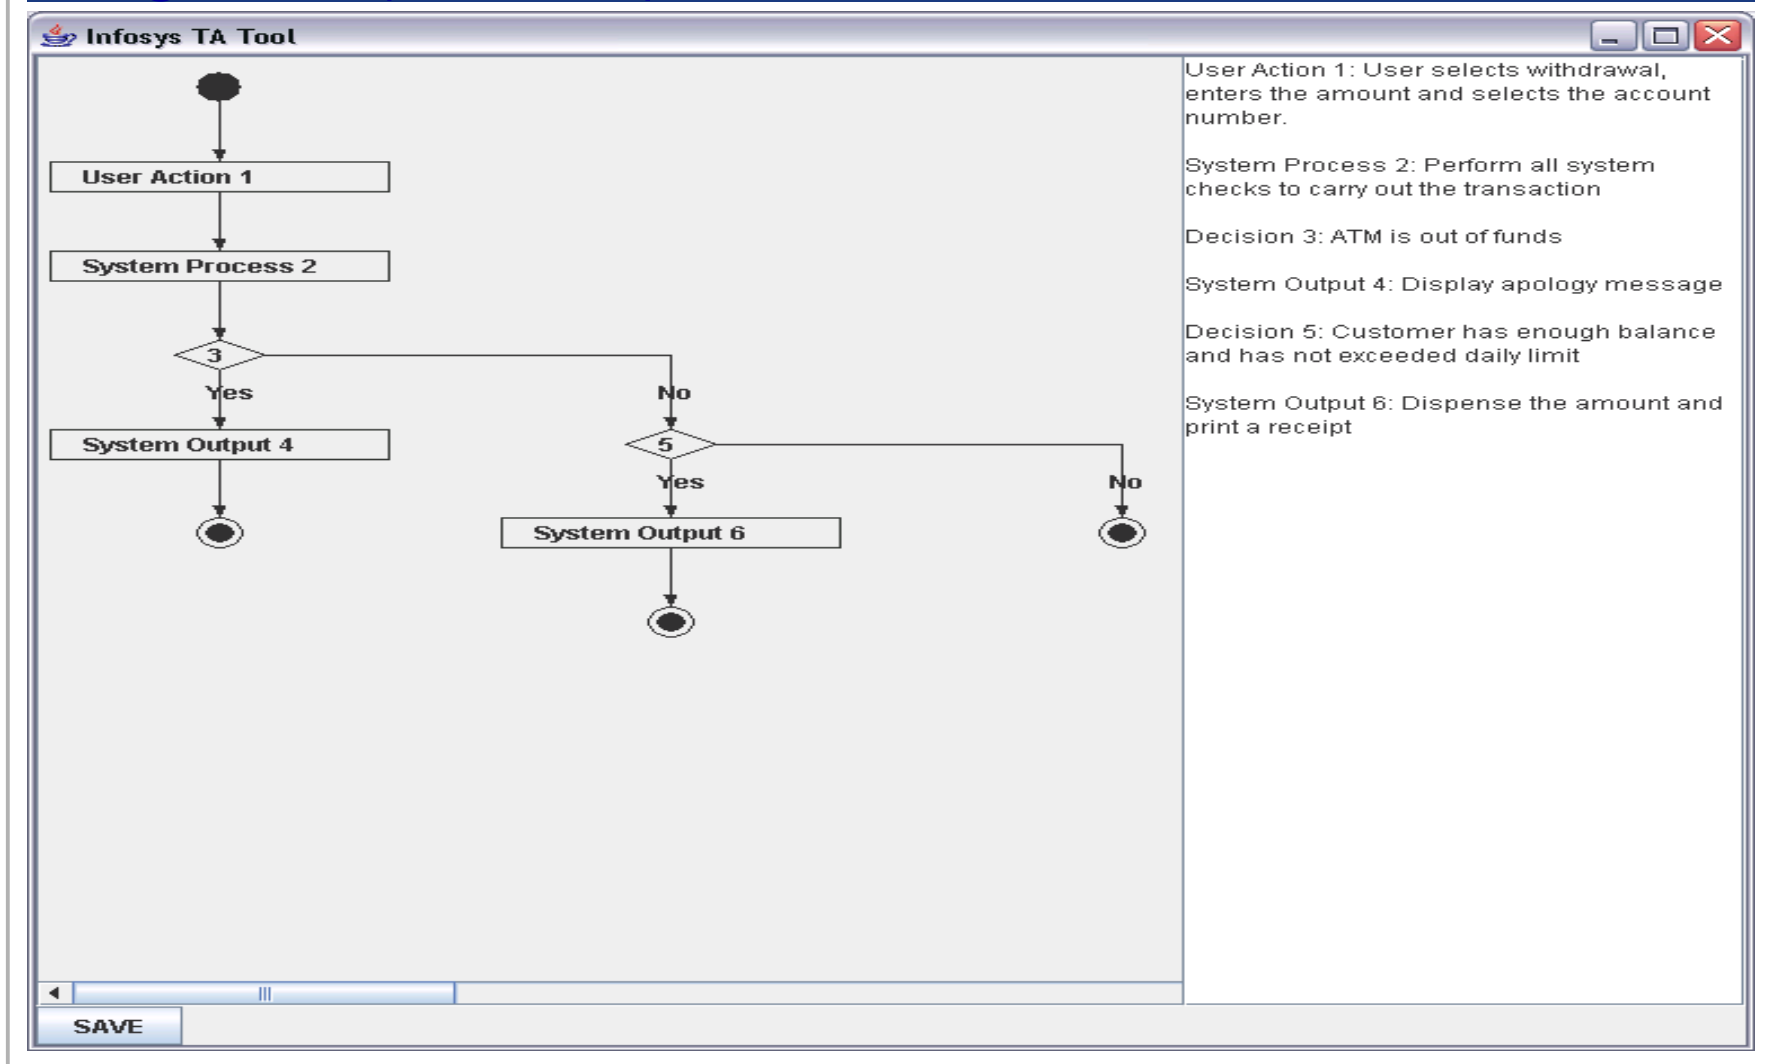 Infosys TA Tool
User Action 1
System Process 2
3
Yes
No
System Output 4
5
Yes
No
System Output 6
User Action 1: User selects withdrawal,
enters the amount and selects the account
number.
System Process 2: Perform all system
checks to carry out the transaction
Decision 3: ATM is out of funds
System Output 4: Display apology message
Decision 5: Customer has enough balance
and has not exceeded daily limit
System Output 6: Dispense the amount and
print a receipt
SAVE